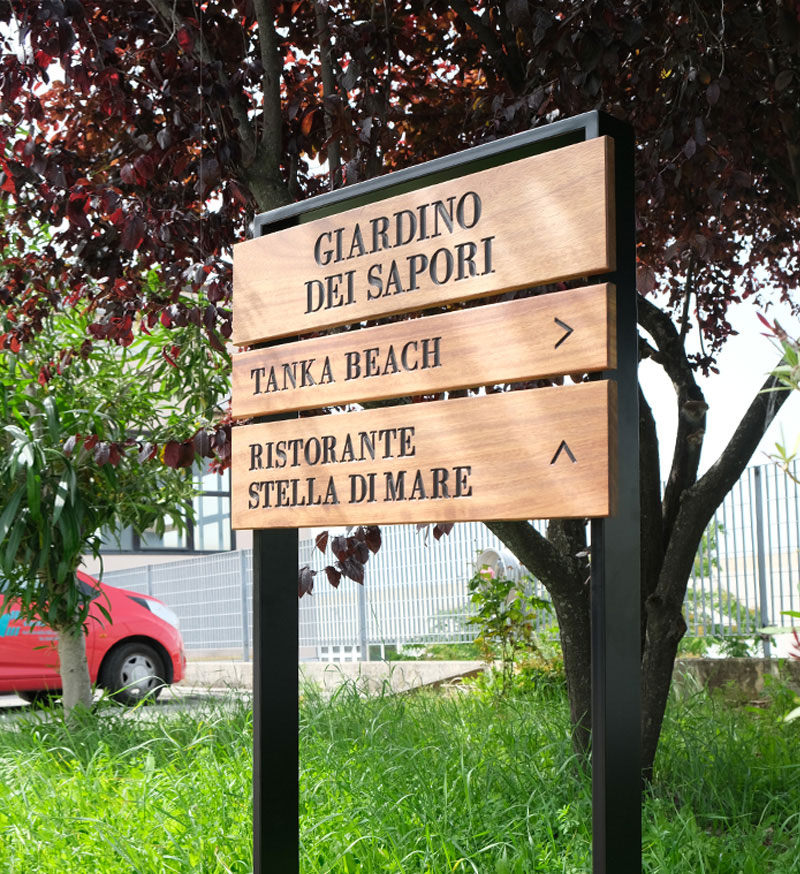 GIARDINO
DEI SAPORI
TANKA BEACH >
RISTORANTE
STELLA DI MARE